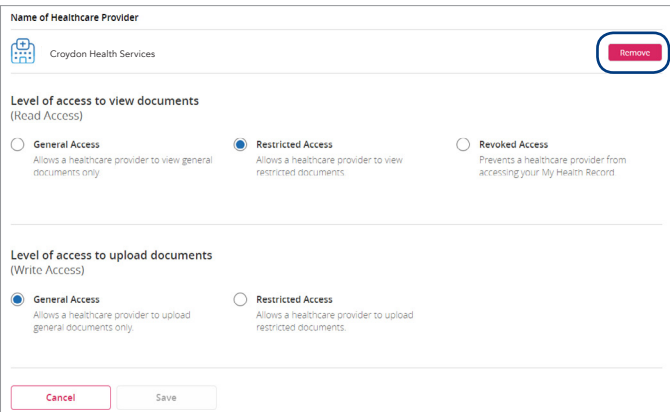 Name of Healthcare Provider
Croydon Health Services
Remove
Level of access to view documents
(Read Access)
General Access
Allows a healthcare provider to view general
documents only.
Restricted Access
Allows a healthcare provider to view
restricted documents.
Revoked Access
Prevents a healthcare provider from
accessing your My Health Record.
Level of access to upload documents
(Write Access)
General Access
Allows a healthcare provider to upload
general documents only.
Restricted Access
Allows a healthcare provider to upload
restricted documents.
Cancel
Save